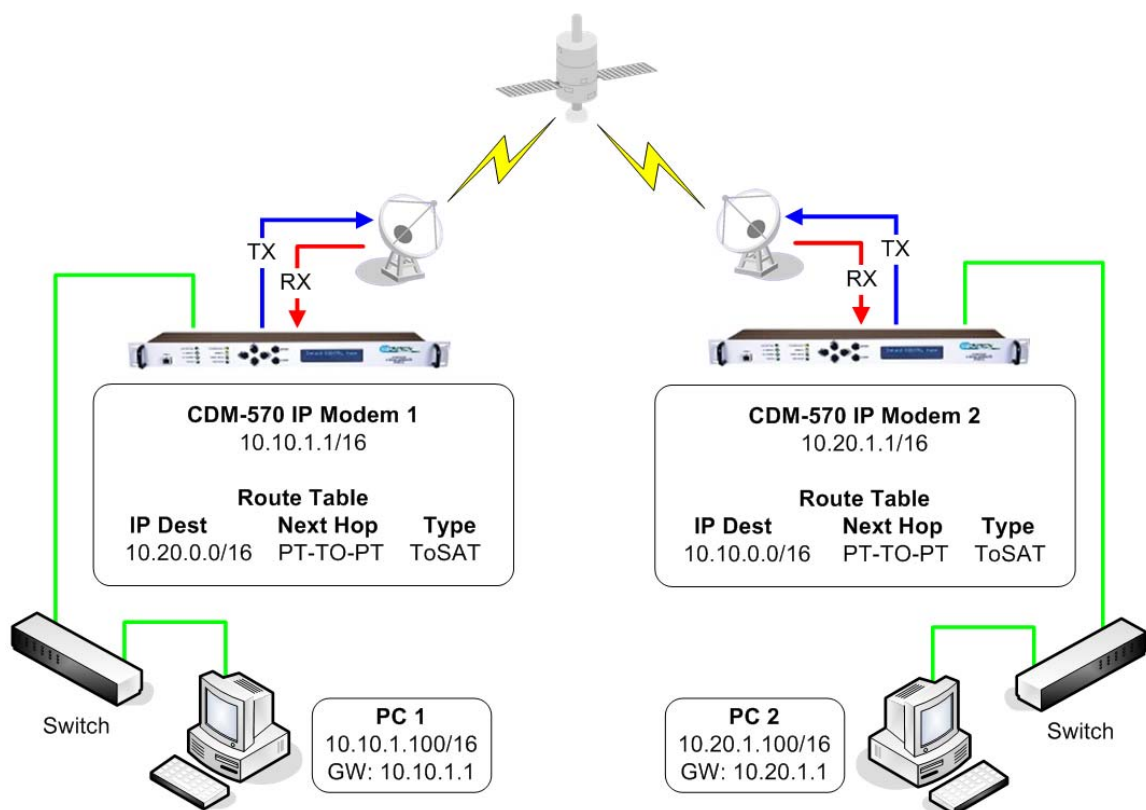 TX
RX
TX
RX
CDM-570 IP Modem 1
10.10.1.1/16
Route Table
IP Dest Next Hop Type
10.20.0.0/16 PT-TO-PT ToSAT
CDM-570 IP Modem 2
10.20.1.1/16
Route Table
IP Dest Next Hop Type
10.10.0.0/16 PT-TO-PT ToSAT
Switch
PC 1
10.10.1.100/16
GW: 10.10.1.1
PC 2
10.20.1.100/16
GW: 10.20.1.1
Switch